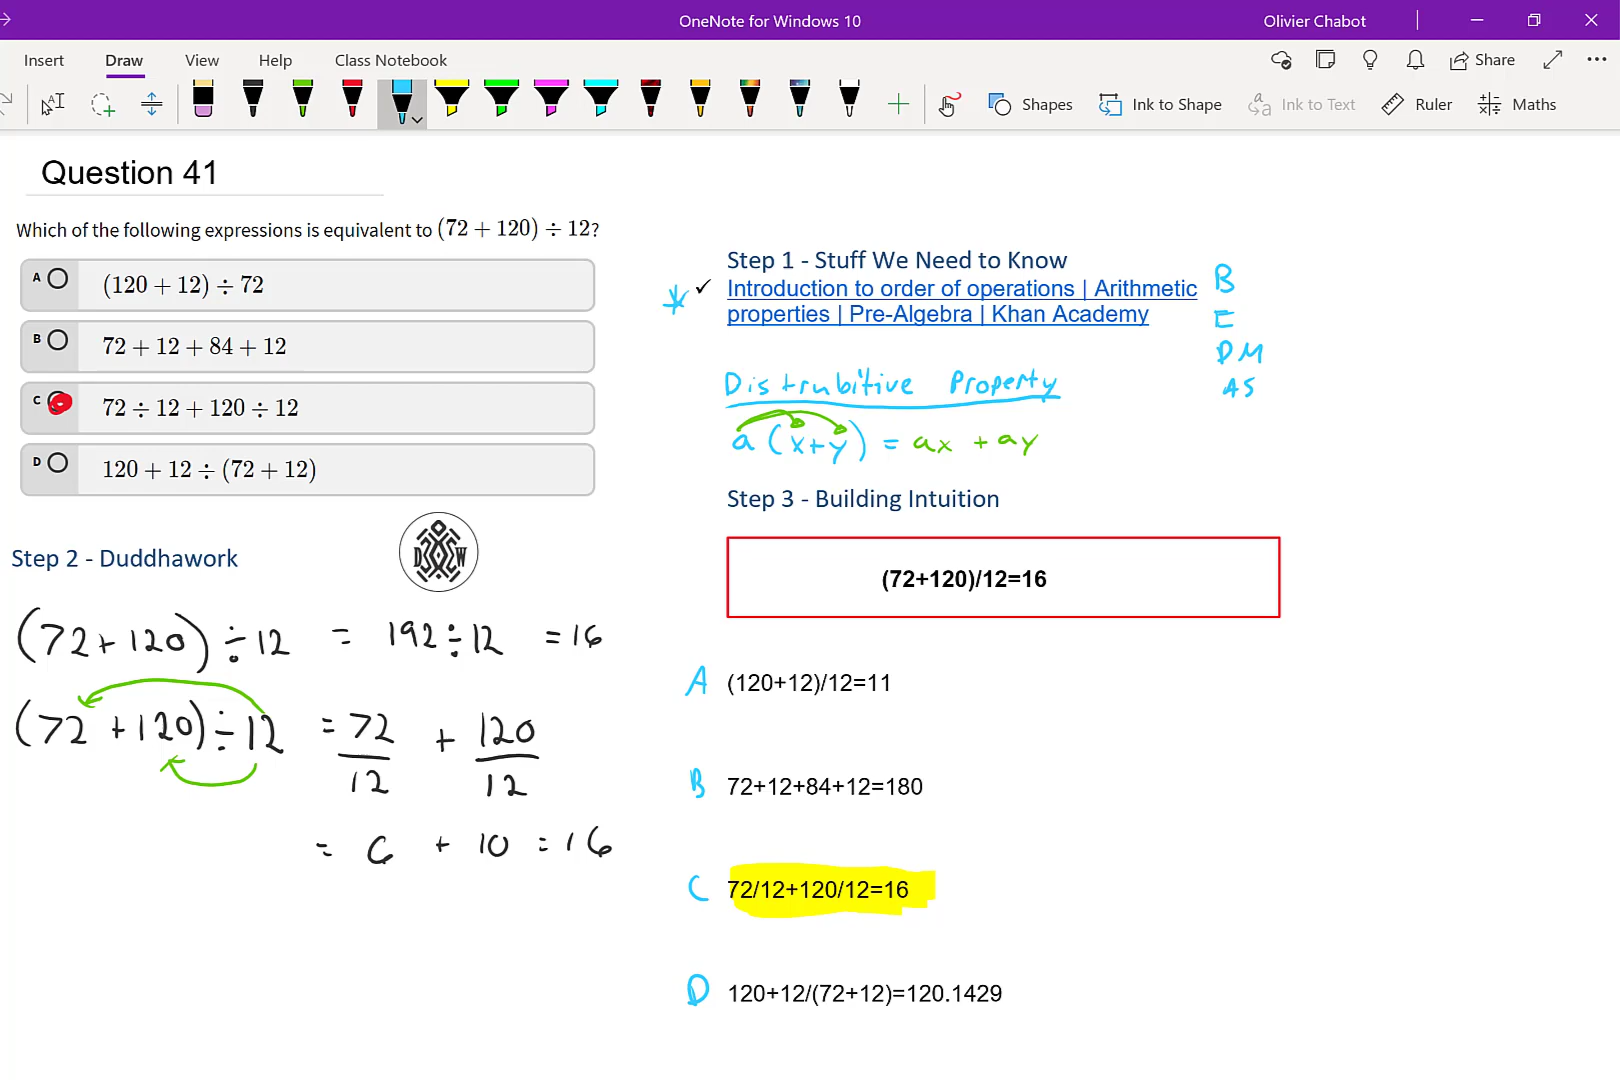 OneNote for Windows 10
Olivier Chabot
Insert Draw View Help Class Notebook
Share
Shapes Ink to Shape Ink to Text Ruler Maths
Question 41
Which of the following expressions is equivalent to (72 + 120) ÷ 12?
A (120 + 12) ÷ 72
B 72 + 12 + 84 + 12
C 72 ÷ 12 + 120 ÷ 12
D 120 + 12 ÷ (72 + 12)
Step 2 - Duddhawork
D W
(72+120) ÷ 12 = 192 ÷ 12 = 16
(72 + 120) ÷ 12 = 72/12 + 120/12
= 6 + 10 = 16
Step 1 - Stuff We Need to Know
Introduction to order of operations | Arithmetic
properties | Pre-Algebra | Khan Academy
B
E
DM
AS
Distrubitive Property
a(x+y) = ax + ay
Step 3 - Building Intuition
(72+120)/12=16
A (120+12)/12=11
B 72+12+84+12=180
C 72/12+120/12=16
D 120+12/(72+12)=120.1429